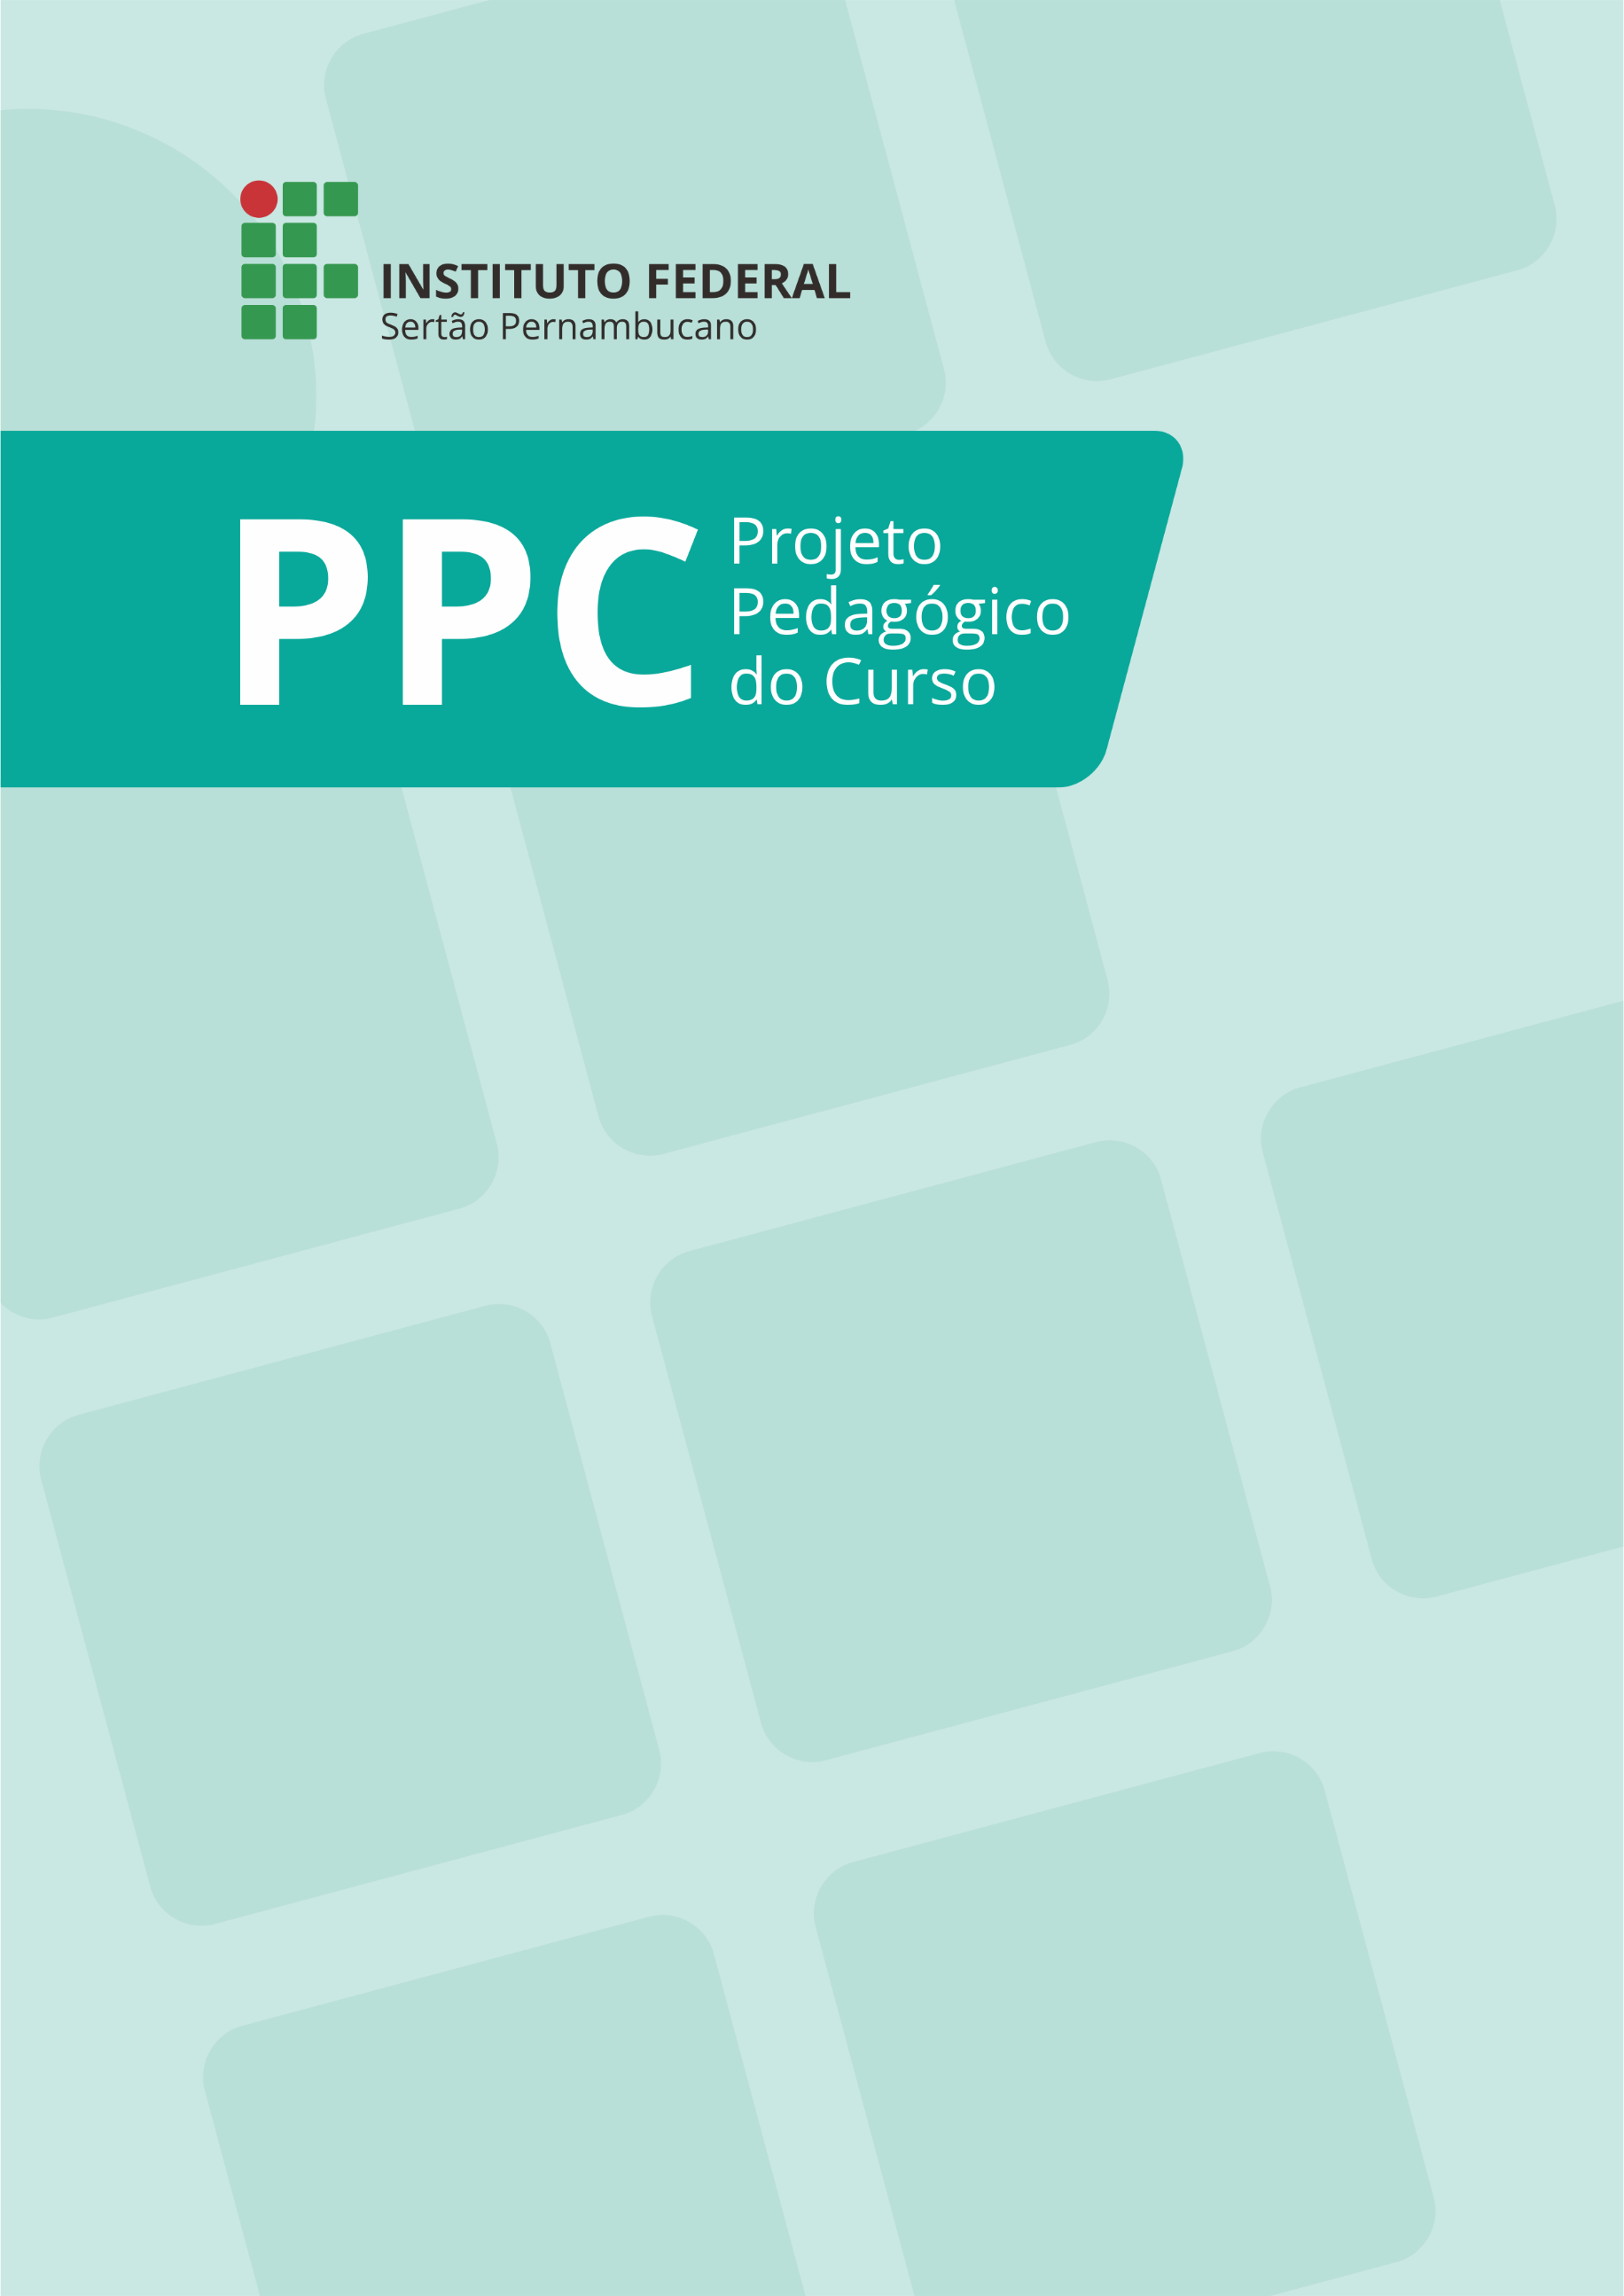 INSTITUTO FEDERAL
Sertão Pernambucano
PPC
Projeto
Pedagógico
do Curso